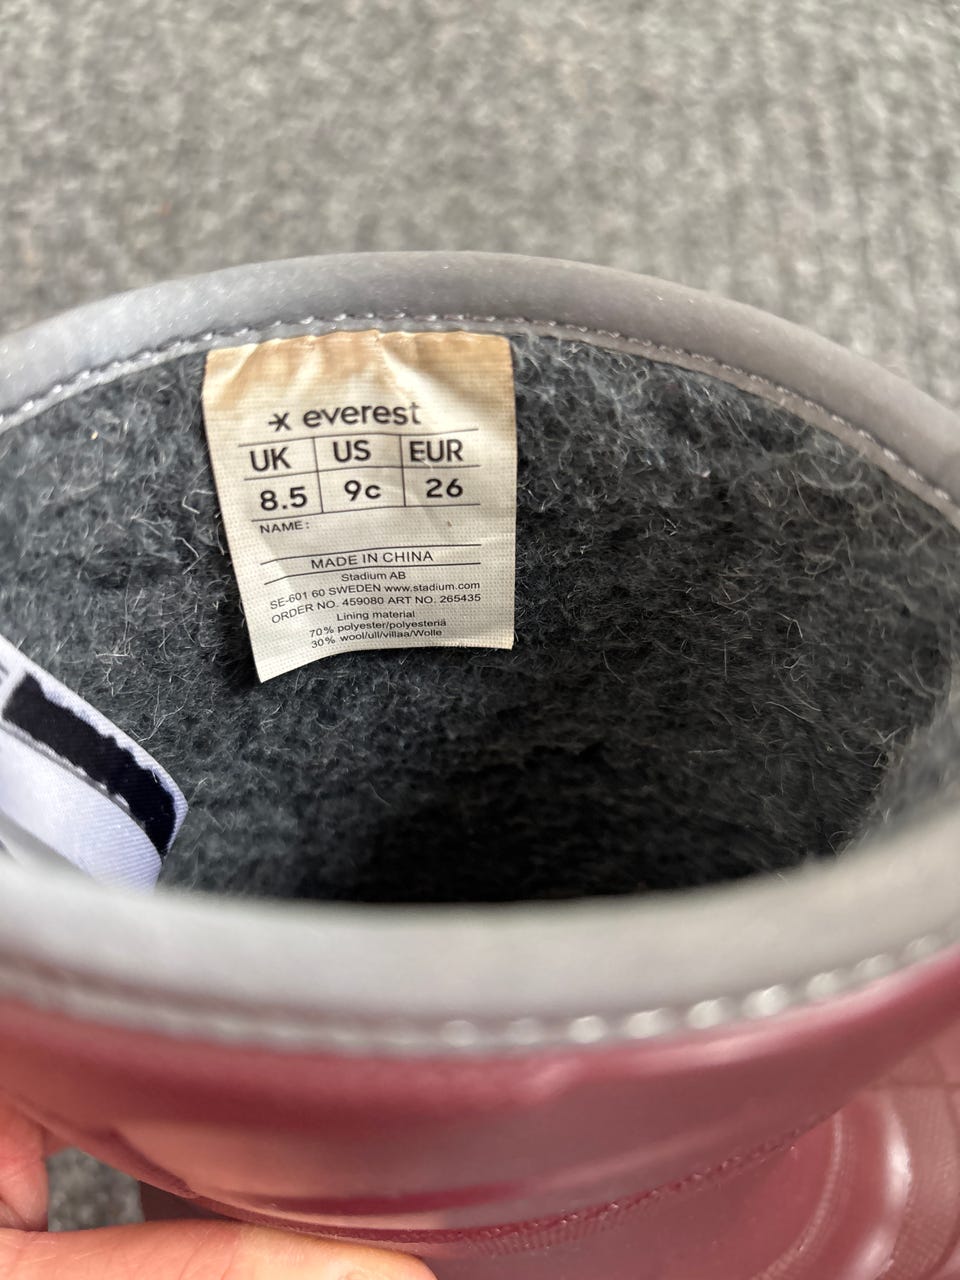 everest
UK US EUR
8.5 9c 26
NAME:
MADE IN CHINA
Stadium AB
SE-601 60 SWEDEN www.stadium.com
ORDER NO. 459080 ART NO. 265435
Lining material
70% polyester/polyesteriä
30% wool/ull/villaa/Wolle